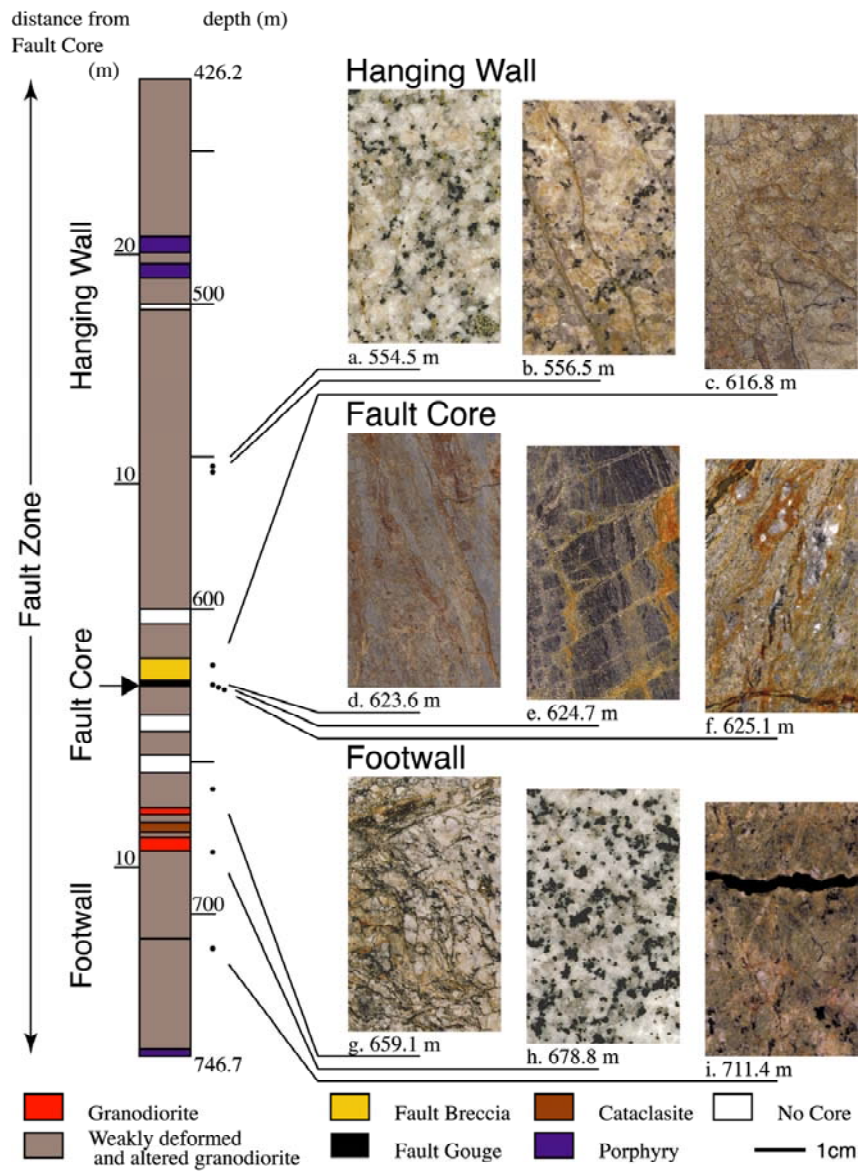 distance from
Fault Core
(m)
depth (m)
426.2
20
500
10
600
10
700
746.7
Fault Zone
Hanging Wall
Fault Core
Footwall
Hanging Wall
a. 554.5 m
b. 556.5 m
c. 616.8 m
Fault Core
d. 623.6 m
e. 624.7 m
f. 625.1 m
Footwall
g. 659.1 m
h. 678.8 m
i. 711.4 m
Granodiorite
Fault Breccia
Cataclasite
No Core
Weakly deformed
and altered granodiorite
Fault Gouge
Porphyry
1cm